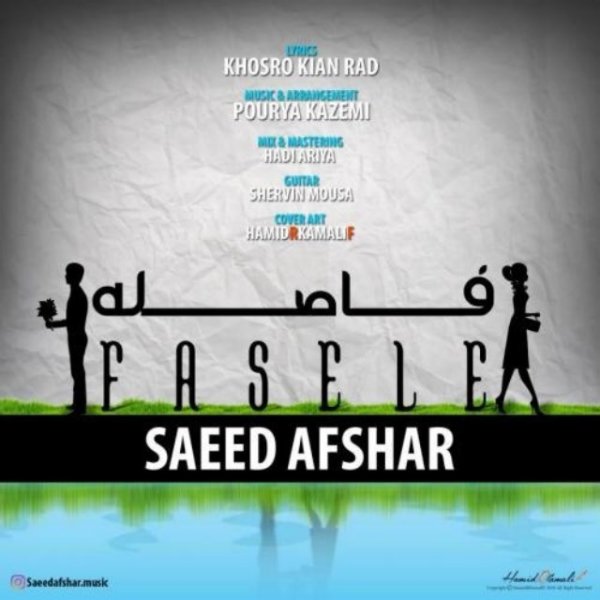 LYRICS
KHOSRO KIAN RAD
MUSIC & ARRANGEMENT
POURYA KAZEMI
MIX & MASTERING
HADI ARIYA
GUITAR
SHERVIN MOUSA
COVER ART
HAMIDRKAMALIF
فـــاصـــله
FASELE
SAEED AFSHAR
Saeedafshar.music